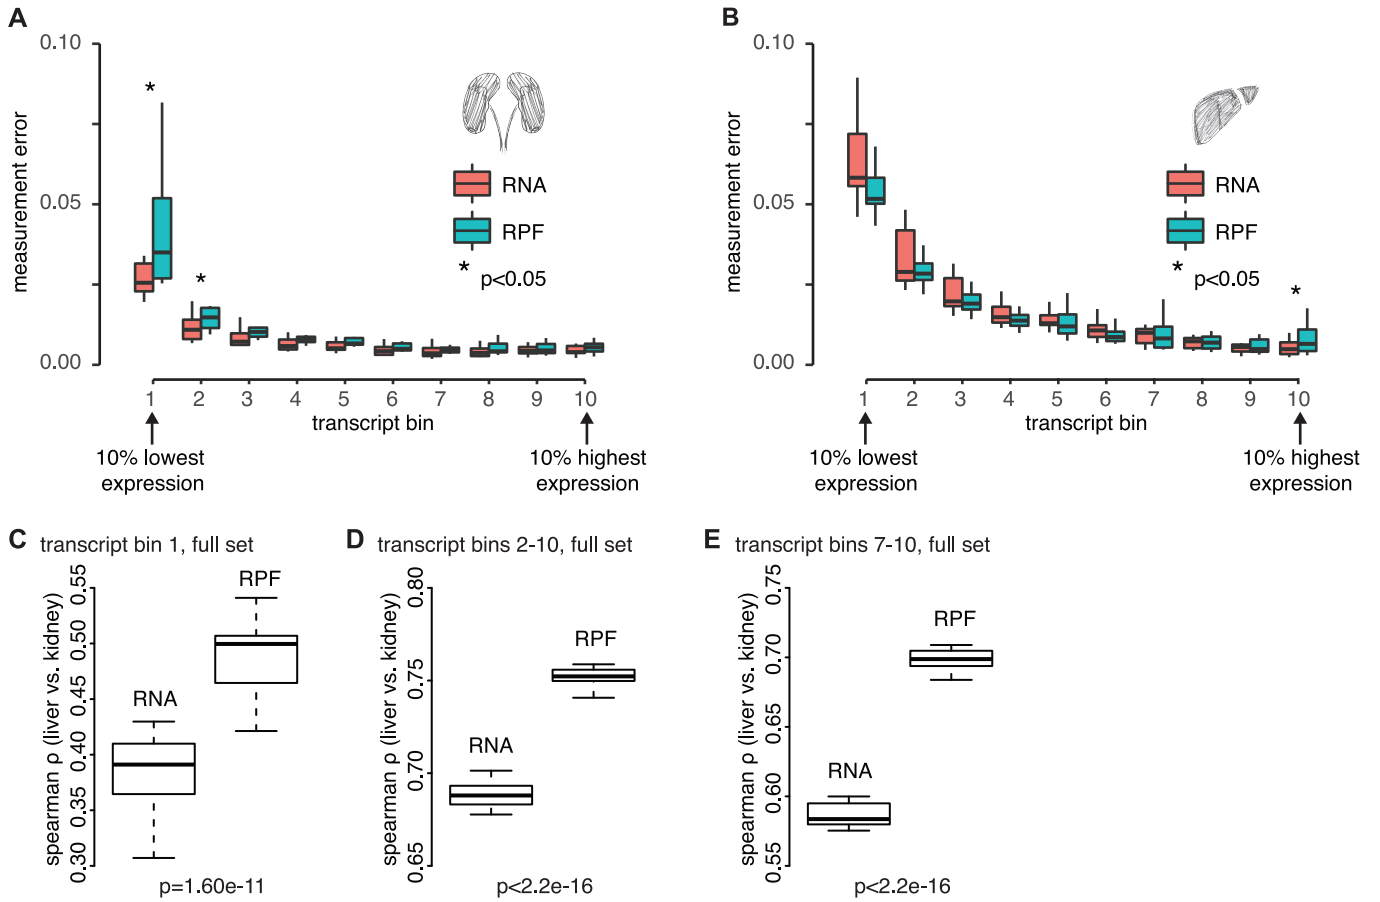 A
0.10
0.05
0.00
measurement error
*
*
RNA
RPF
*
p<0.05
1 2 3 4 5 6 7 8 9 10
transcript bin
10% lowest
expression
10% highest
expression
B
0.10
0.05
0.00
measurement error
RNA
RPF
*
p<0.05
*
1 2 3 4 5 6 7 8 9 10
transcript bin
10% lowest
expression
10% highest
expression
C transcript bin 1, full set
spearman ρ (liver vs. kidney)
0.55
0.50
0.45
0.40
0.35
0.30
RNA
RPF
p=1.60e-11
D transcript bins 2-10, full set
spearman ρ (liver vs. kidney)
0.80
0.75
0.70
0.65
RNA
RPF
p<2.2e-16
E transcript bins 7-10, full set
spearman ρ (liver vs. kidney)
0.75
0.70
0.65
0.60
0.55
RNA
RPF
p<2.2e-16